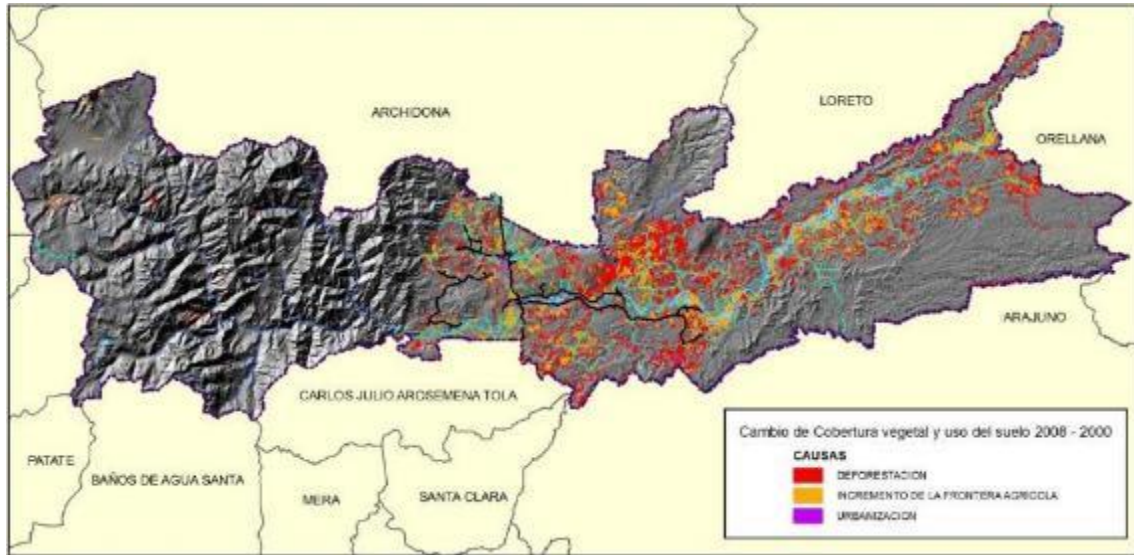 LORETO
ARCHIDONA
ORELLANA
ARAJUNO
CARLOS JULIO AROSEMENA TOLA
PATATE
BAÑOS DE AGUA SANTA
MERA
SANTA CLARA
Cambio de Cobertura vegetal y uso del suelo 2008 - 2000
CAUSAS
DEFORESTACION
INCREMENTO DE LA FRONTERA AGRICOLA
URBANIZACION